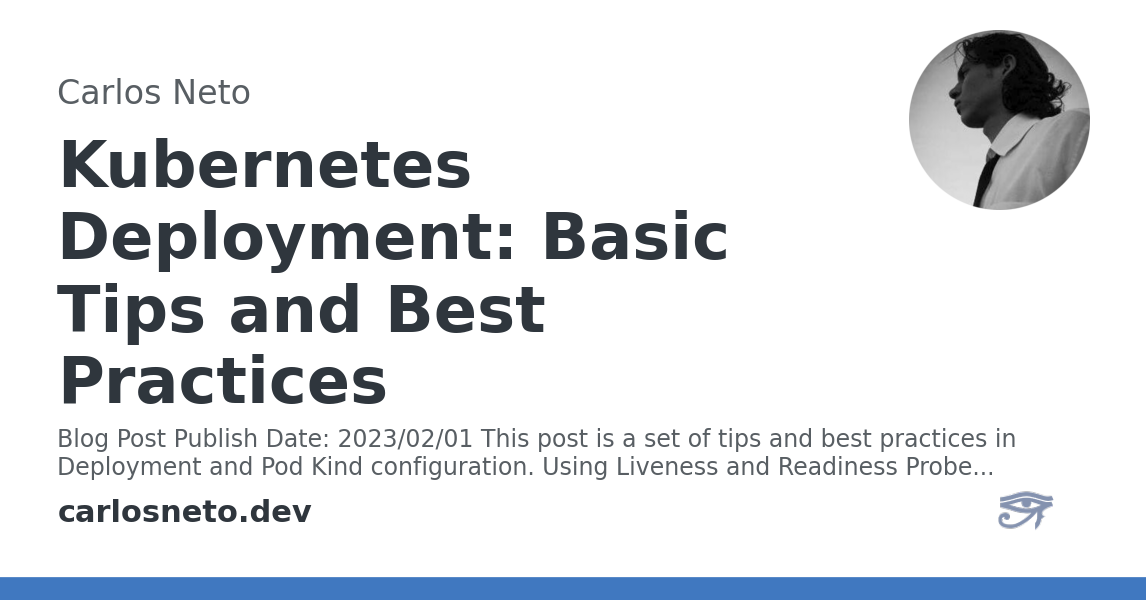 Carlos Neto
Kubernetes
Deployment: Basic
Tips and Best
Practices
Blog Post Publish Date: 2023/02/01 This post is a set of tips and best practices in
Deployment and Pod Kind configuration. Using Liveness and Readiness Probe...
carlosneto.dev